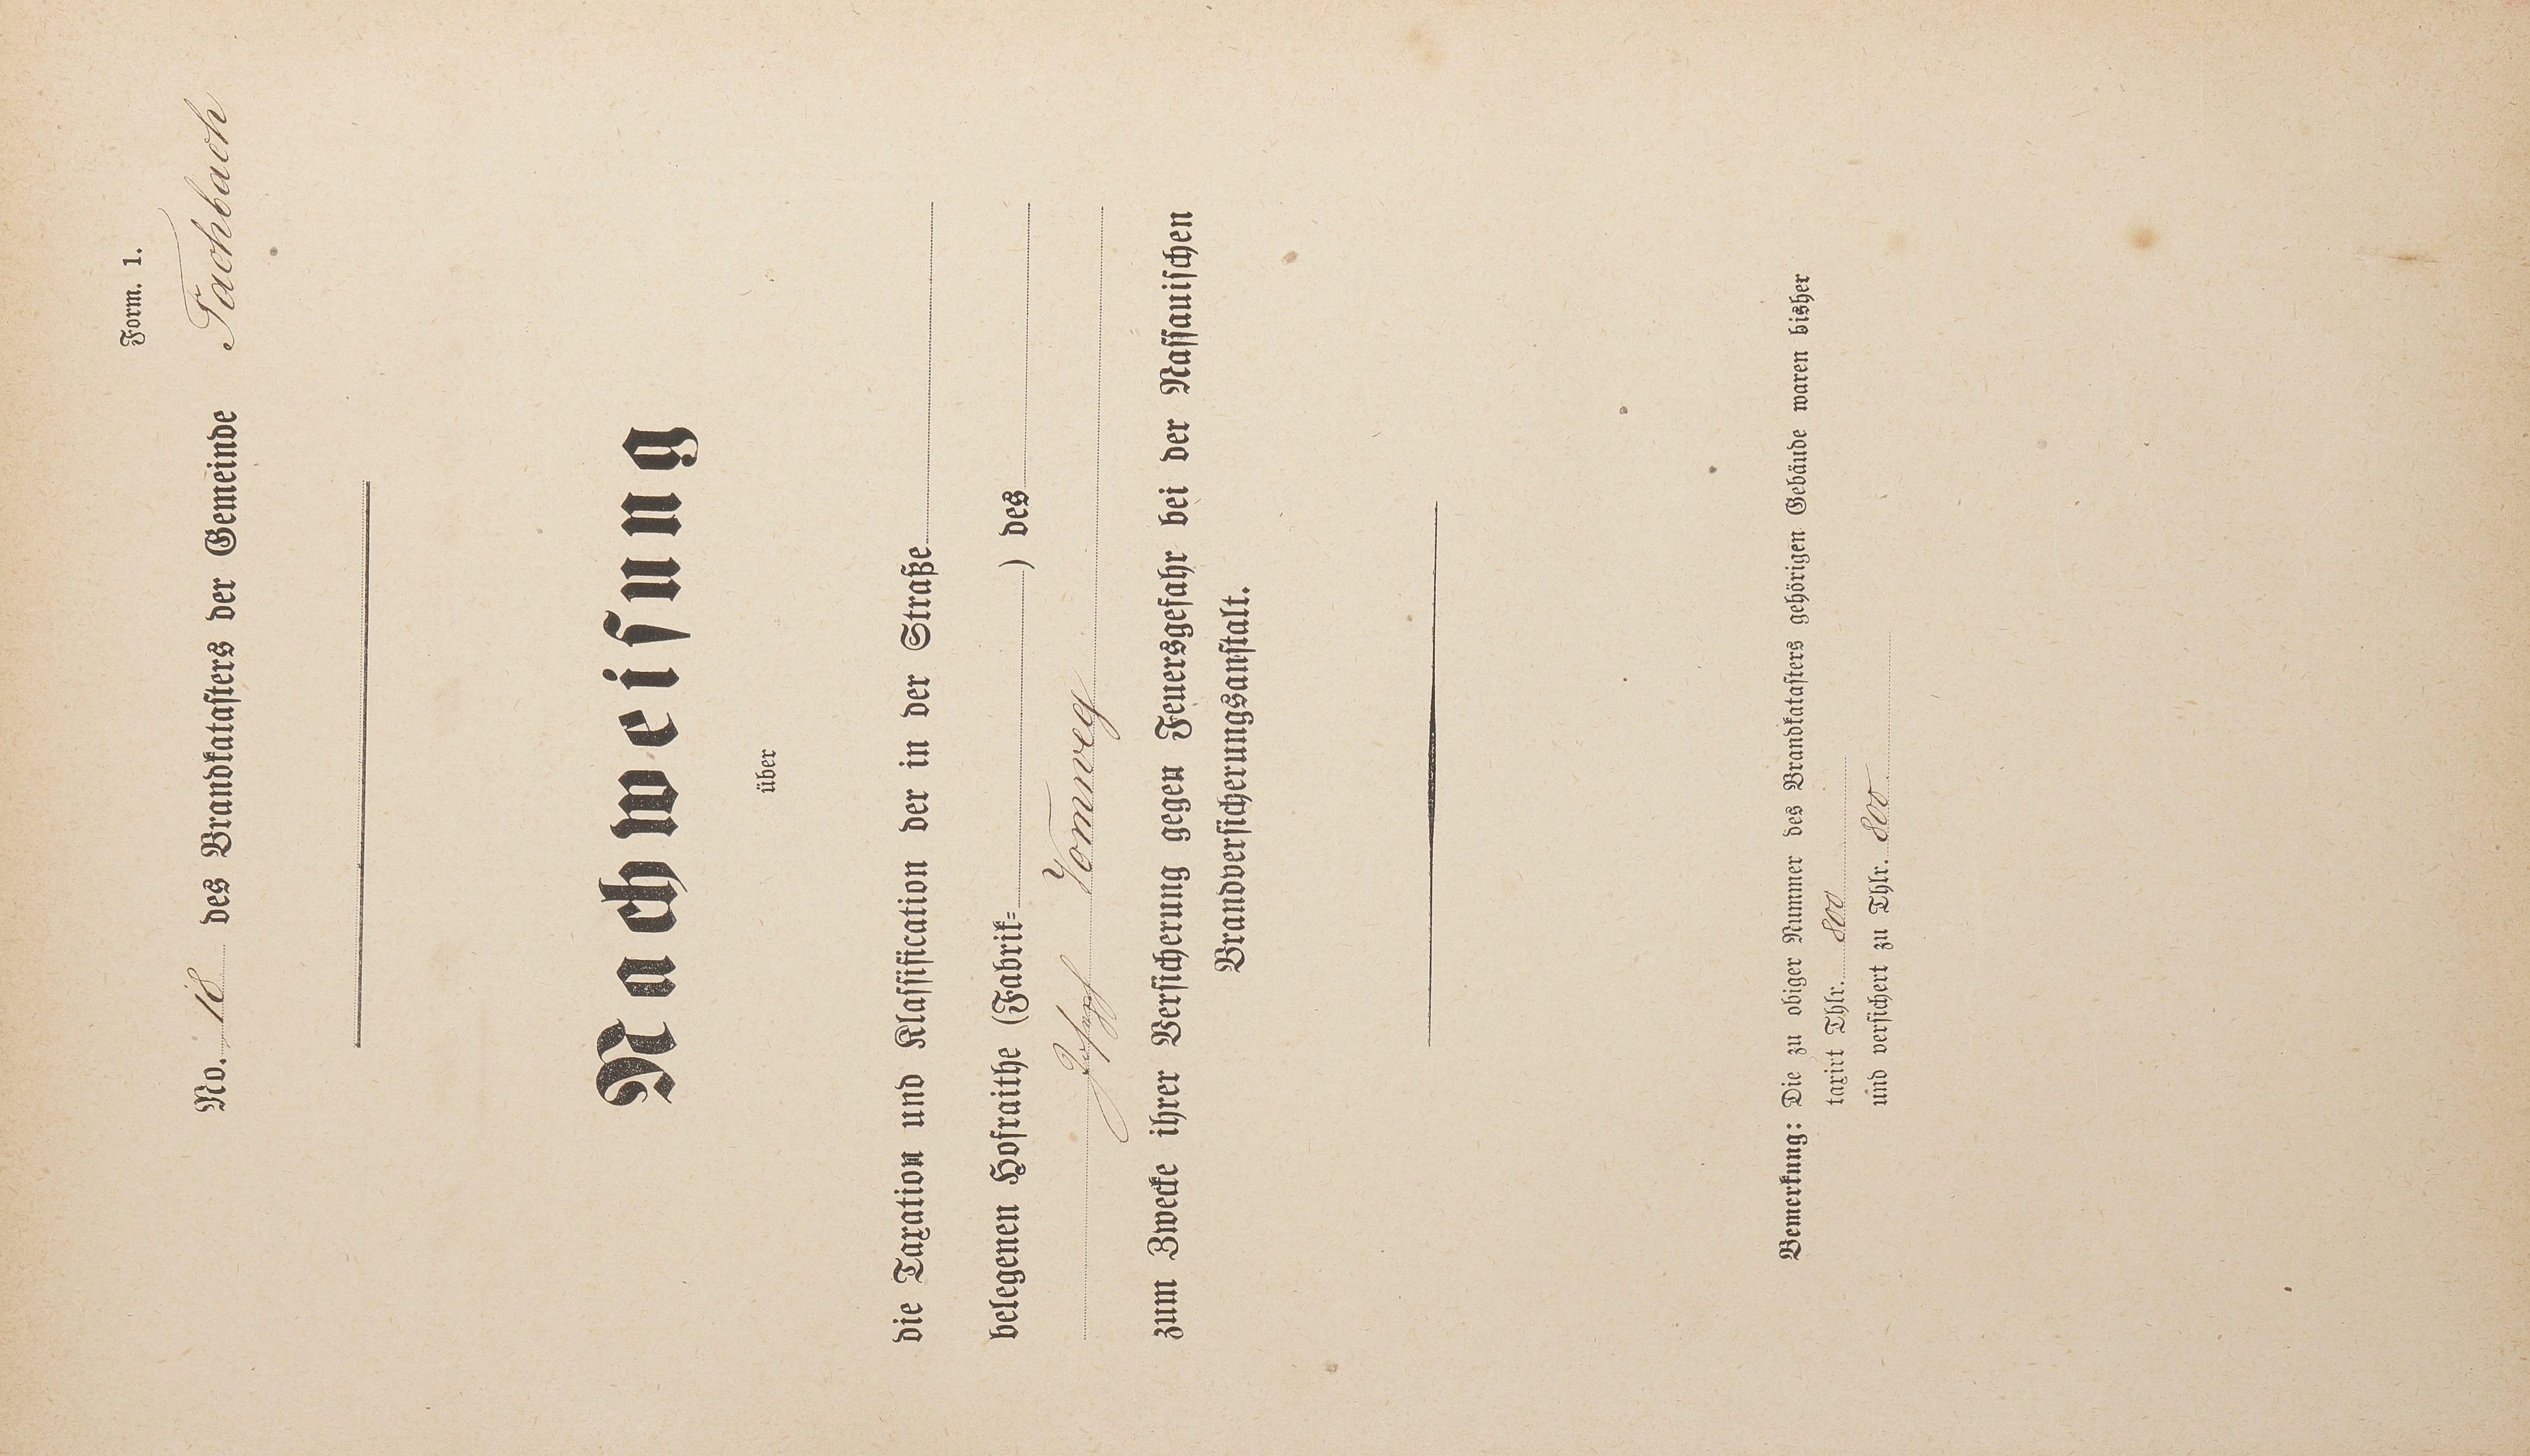 Form. 1.
No. 18 des Brandkatasters der Gemeinde Fachbach
Nachweisung
über
die Taxation und Klassification der in der Straße
belegenen Hofraithe (Fabrik- ) des
Josepf Vomweg
zum Zwecke ihrer Versicherung gegen Feuersgefahr bei der Nassauischen
Brandversicherungsanstalt.
Bemerkung: Die zu obiger Nummer des Brandkatasters gehörigen Gebäude waren bisher
taxirt Thlr. 800
und versichert zu Thlr. 800